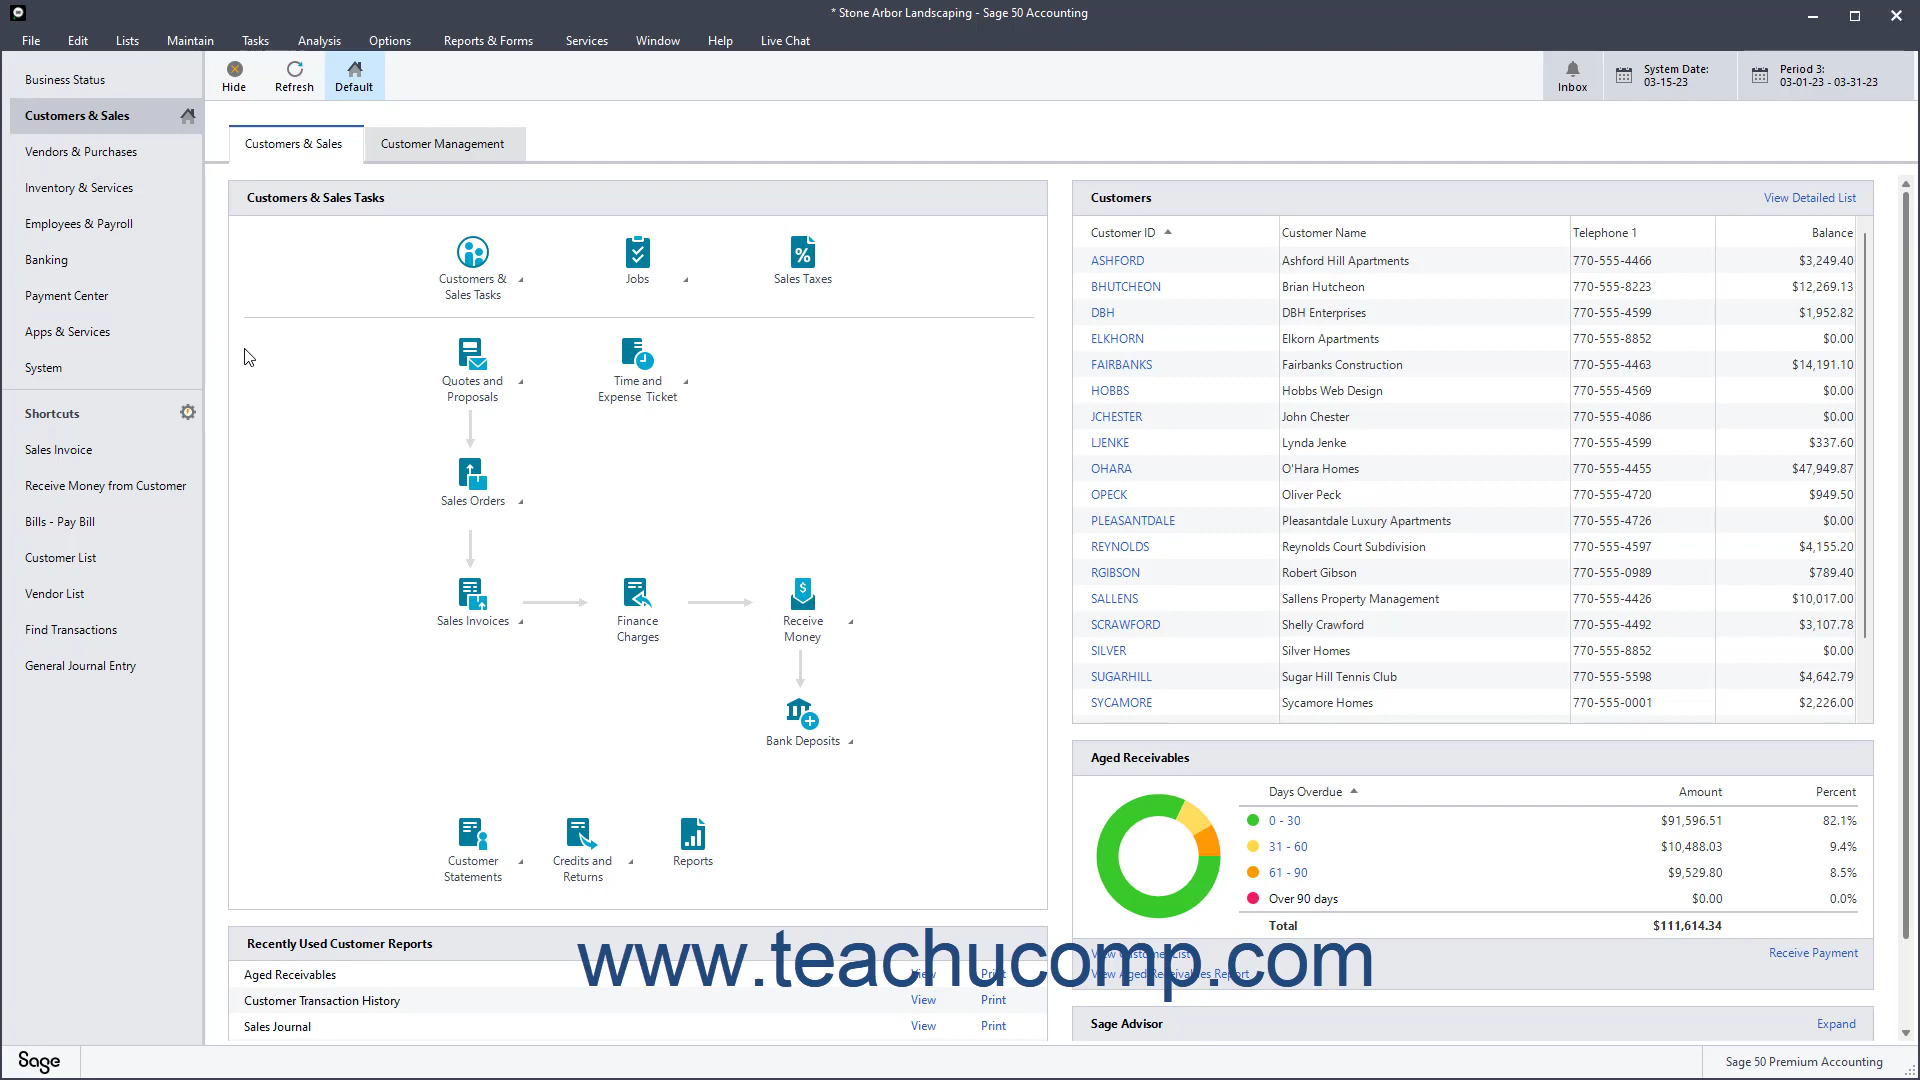 * Stone Arbor Landscaping - Sage 50 Accounting
File Edit Lists Maintain Tasks Analysis Options Reports & Forms Services Window Help Live Chat
Business Status
Customers & Sales
Vendors & Purchases
Inventory & Services
Employees & Payroll
Banking
Payment Center
Apps & Services
System
Shortcuts
Sales Invoice
Receive Money from Customer
Bills - Pay Bill
Customer List
Vendor List
Find Transactions
General Journal Entry
Hide Refresh Default
Inbox
System Date:
03-15-23
Period 3:
03-01-23 - 03-31-23
Customers & Sales Customer Management
Customers & Sales Tasks
Customers &
Sales Tasks
Jobs
Sales Taxes
Quotes and
Proposals
Time and
Expense Ticket
Sales Orders
Sales Invoices
Finance
Charges
Receive
Money
Bank Deposits
Customer
Statements
Credits and
Returns
Reports
Recently Used Customer Reports
Aged Receivables View Print
Customer Transaction History View Print
Sales Journal View Print
Customers View Detailed List
Customer ID Customer Name Telephone 1 Balance
ASHFORD Ashford Hill Apartments 770-555-4466 $3,249.40
BHUTCHEON Brian Hutcheon 770-555-8223 $12,269.13
DBH DBH Enterprises 770-555-4599 $1,952.82
ELKHORN Elkorn Apartments 770-555-8852 $0.00
FAIRBANKS Fairbanks Construction 770-555-4463 $14,191.10
HOBBS Hobbs Web Design 770-555-4569 $0.00
JCHESTER John Chester 770-555-4086 $0.00
LJENKE Lynda Jenke 770-555-4599 $337.60
OHARA O'Hara Homes 770-555-4455 $47,949.87
OPECK Oliver Peck 770-555-4720 $949.50
PLEASANTDALE Pleasantdale Luxury Apartments 770-555-4726 $0.00
REYNOLDS Reynolds Court Subdivision 770-555-4597 $4,155.20
RGIBSON Robert Gibson 770-555-0989 $789.40
SALLENS Sallens Property Management 770-555-4426 $10,017.00
SCRAWFORD Shelly Crawford 770-555-4492 $3,107.78
SILVER Silver Homes 770-555-8852 $0.00
SUGARHILL Sugar Hill Tennis Club 770-555-5598 $4,642.79
SYCAMORE Sycamore Homes 770-555-0001 $2,226.00
Aged Receivables
Days Overdue Amount Percent
0 - 30 $91,596.51 82.1%
31 - 60 $10,488.03 9.4%
61 - 90 $9,529.80 8.5%
Over 90 days $0.00 0.0%
Total $111,614.34
View Customer List Receive Payment
View Aged Receivables Report
Sage Advisor Expand
www.teachucomp.com
Sage
Sage 50 Premium Accounting